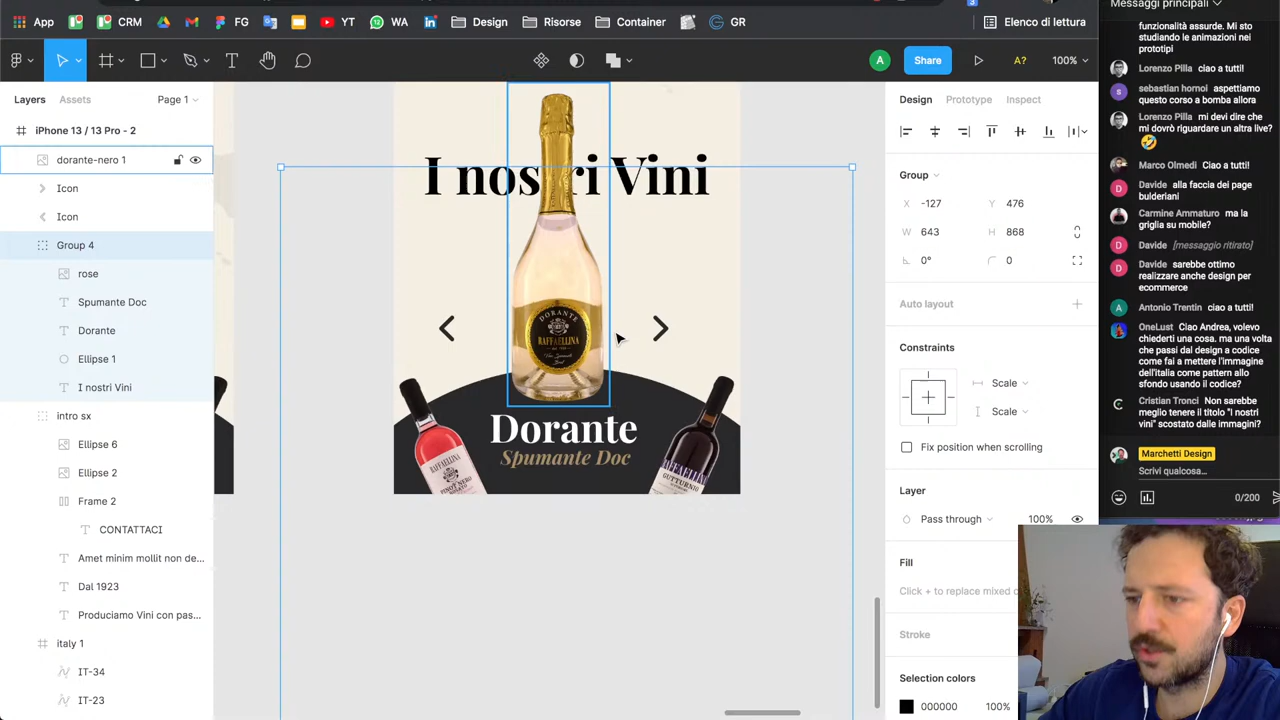 App
CRM
FG
YT
WA
Design
Risorse
Container
GR
Elenco di lettura
3
Messaggi principali
A
Share
A?
100%
Layers
Assets
Page 1
iPhone 13 / 13 Pro - 2
dorante-nero 1
Icon
Icon
Group 4
rose
Spumante Doc
Dorante
Ellipse 1
I nostri Vini
intro sx
Ellipse 6
Ellipse 2
Frame 2
CONTATTACI
Amet minim mollit non de...
Dal 1923
Produciamo Vini con pas...
italy 1
IT-34
IT-23
I nos ri Vini
DORANTE
RAFFAELLINA
Dorante
Spumante Doc
RAFFAELLINA
PINOT NERO
RAFFAELLINA
GUTTURNIO
Design
Prototype
Inspect
Group
X -127
Y 476
W 643
H 868
0°
0
Auto layout
Constraints
Scale
Scale
Fix position when scrolling
Layer
Pass through
100%
Fill
Click + to replace mixed c
Stroke
Selection colors
000000
100%
funzionalità assurde. Mi sto
studiando le animazioni nei
prototipi
Lorenzo Pilla ciao a tutti!
sebastian hornoi aspettiamo
questo corso a bomba allora
Lorenzo Pilla mi devi dire che
mi dovrò riguardare un altra live?
Marco Olmedi Ciao a tutti!
Davide alla faccia dei page
bulderiani
Carmine Ammaturo ma la
griglia su mobile?
Davide [messaggio ritirato]
Davide sarebbe ottimo
realizzare anche design per
ecommerce
Antonio Trentin ciao a tutti!
OneLust Ciao Andrea, volevo
chiederti una cosa. ma una volta
che passi dal design a codice
come fai a mettere l'immagine
dell'italia come pattern allo
sfondo usando il codice?
Cristian Tronci Non sarebbe
meglio tenere il titolo "I nostri
vini" scostato dalle immagini?
Marchetti Design
Scrivi qualcosa...
0/200